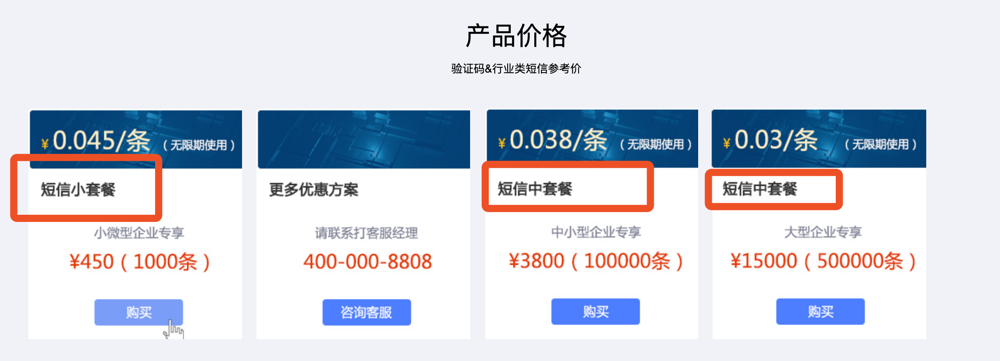 产品价格
验证码&行业类短信参考价
¥0.045/条（无限期使用）
短信小套餐
小微型企业专享
¥450（1000条）
购买
更多优惠方案
请联系打客服经理
400-000-8808
咨询客服
¥0.038/条（无限期使用）
短信中套餐
中小型企业专享
¥3800（100000条）
购买
¥0.03/条（无限期使用）
短信中套餐
大型企业专享
¥15000（500000条）
购买